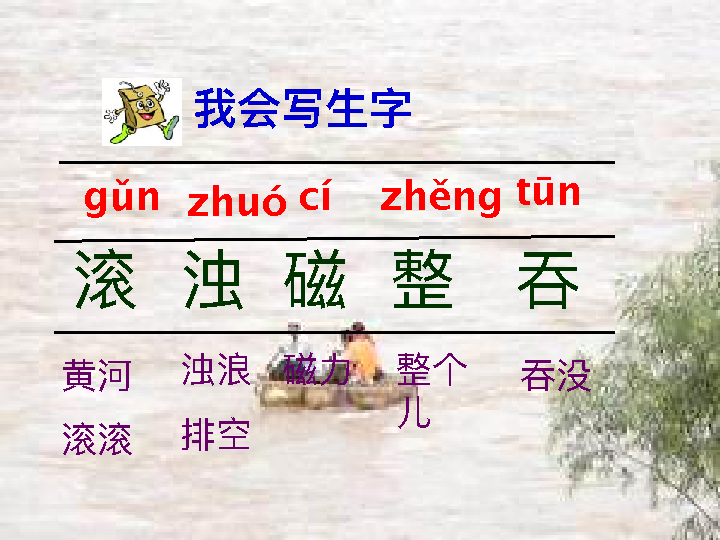 我会写生字
gǔn zhuó cí zhěng tūn
滚 浊 磁 整 吞
黄河 浊浪 磁力 整个 吞没
滚滚 排空 儿